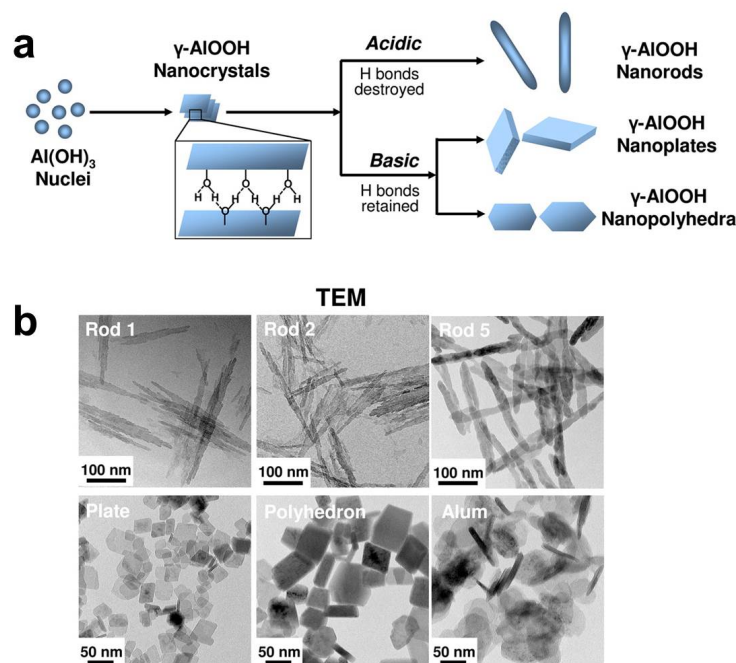 a
γ-AlOOH
Nanocrystals
Al(OH)3
Nuclei
O O O
H H H H H
O O
Acidic
H bonds
destroyed
Basic
H bonds
retained
γ-AlOOH
Nanorods
γ-AlOOH
Nanoplates
γ-AlOOH
Nanopolyhedra
b
TEM
Rod 1
100 nm
Rod 2
100 nm
Rod 5
100 nm
Plate
50 nm
Polyhedron
50 nm
Alum
50 nm